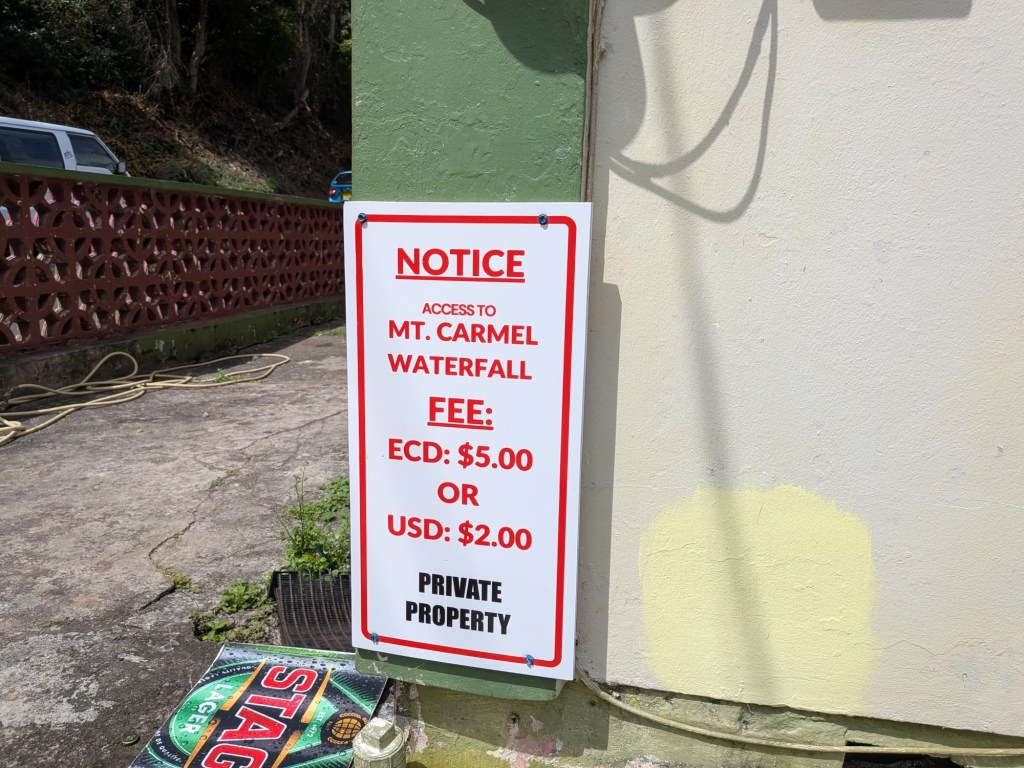 NOTICE
ACCESS TO
MT. CARMEL
WATERFALL
FEE:
ECD: $5.00
OR
USD: $2.00
PRIVATE
PROPERTY
STAG
LAGER